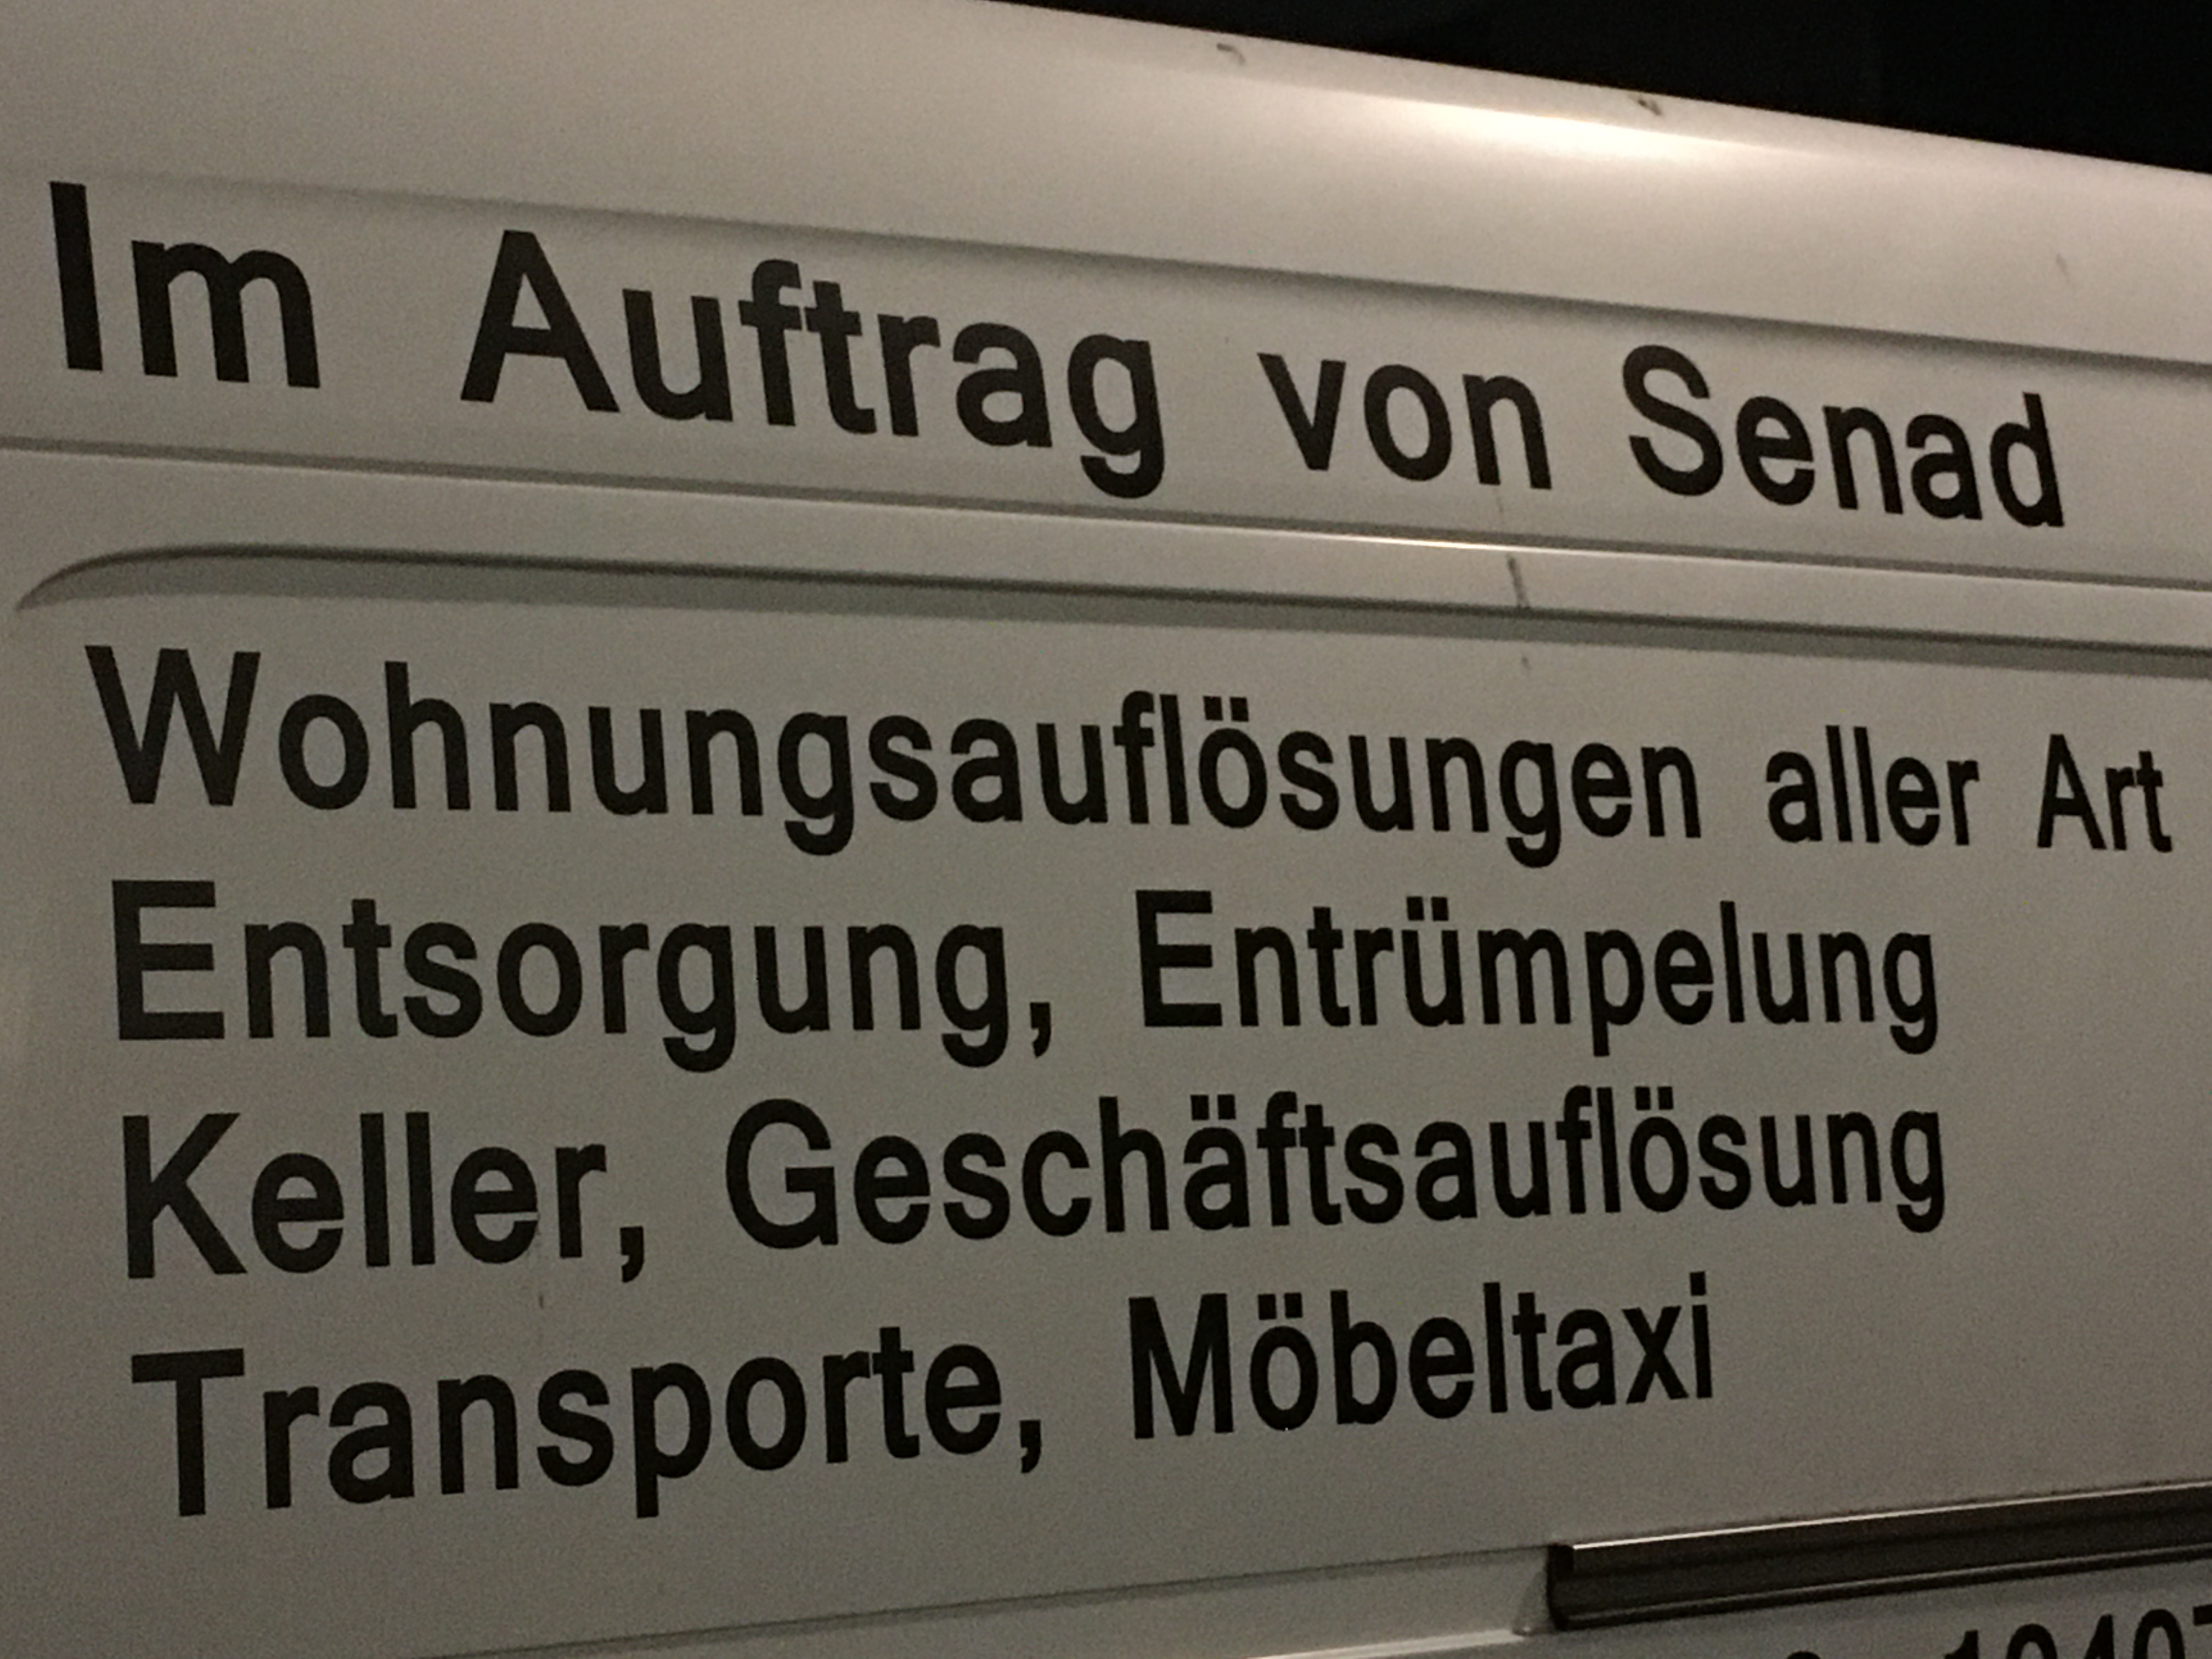 Im Auftrag von Senad
Wohnungsauflösungen aller Art
Entsorgung, Entrümpelung
Keller, Geschäftsauflösung
Transporte, Möbeltaxi